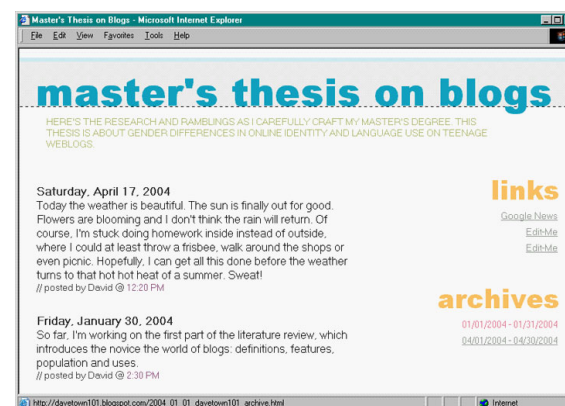 Master's Thesis on Blogs - Microsoft Internet Explorer
File Edit View Favorites Tools Help
master's thesis on blogs
HERE'S THE RESEARCH AND RAMBLINGS AS I CAREFULLY CRAFT MY MASTER'S DEGREE. THIS
THESIS IS ABOUT GENDER DIFFERENCES IN ONLINE IDENTITY AND LANGUAGE USE ON TEENAGE
WEBLOGS.
Saturday, April 17, 2004
Today the weather is beautiful. The sun is finally out for good.
Flowers are blooming and I don't think the rain will return. Of
course, I'm stuck doing homework inside instead of outside,
where I could at least throw a frisbee, walk around the shops or
even picnic. Hopefully, I can get all this done before the weather
turns to that hot hot heat of a summer. Sweat!
// posted by David @ 12:20 PM
Friday, January 30, 2004
So far, I'm working on the first part of the literature review, which
introduces the novice the world of blogs: definitions, features,
population and uses.
// posted by David @ 2:30 PM
links
Google News
Edit-Me
Edit-Me
archives
01/01/2004 - 01/31/2004
04/01/2004 - 04/30/2004
http://davetown101.blogspot.com/2004_01_01_davetown101_archive.html
Internet